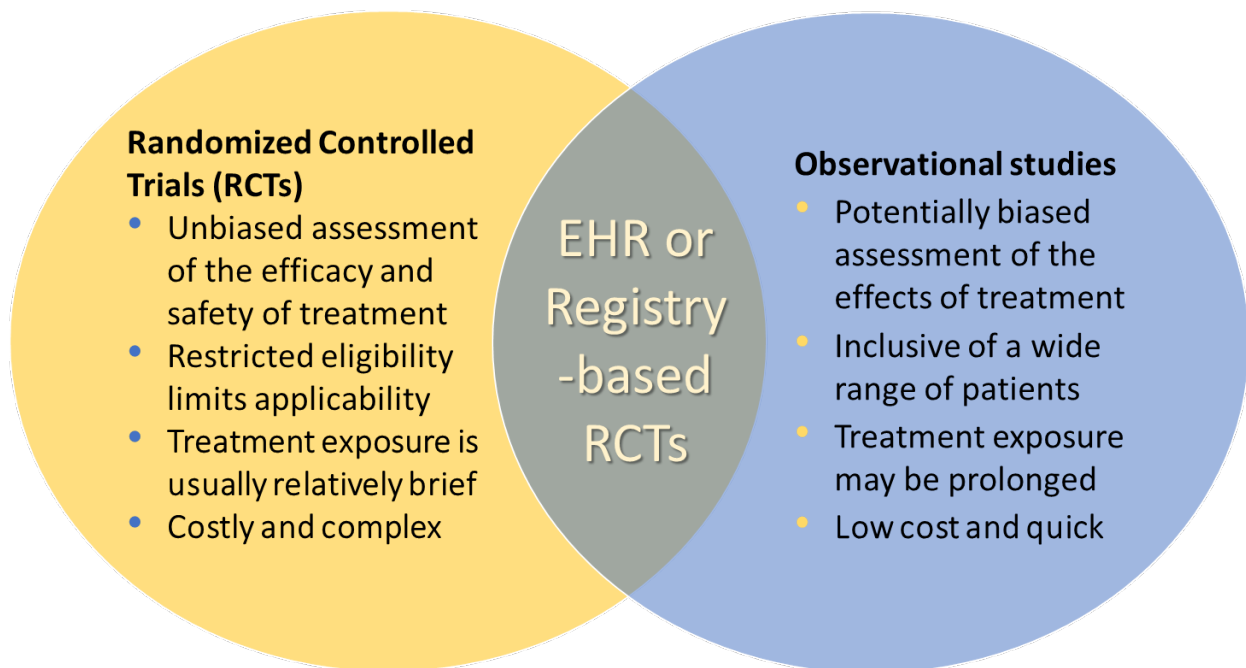 Randomized Controlled
Trials (RCTs)
• Unbiased assessment
of the efficacy and
safety of treatment
• Restricted eligibility
limits applicability
• Treatment exposure is
usually relatively brief
• Costly and complex
EHR or
Registry
-based
RCTs
Observational studies
• Potentially biased
assessment of the
effects of treatment
• Inclusive of a wide
range of patients
• Treatment exposure
may be prolonged
• Low cost and quick